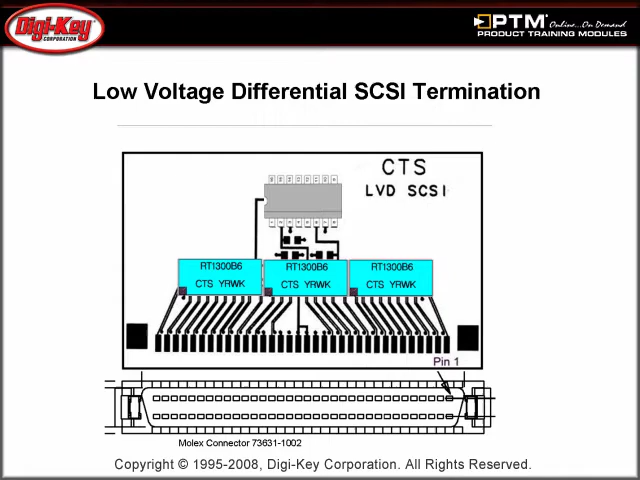 Digi-Key
CORPORATION
PTM Online...On Demand
PRODUCT TRAINING MODULES
Low Voltage Differential SCSI Termination
CTS
LVD SCSI
RT1300B6 RT1300B6 RT1300B6
CTS YRWK CTS YRWK CTS YRWK
Pin 1
Molex Connector 73631-1002
Copyright © 1995-2008, Digi-Key Corporation. All Rights Reserved.